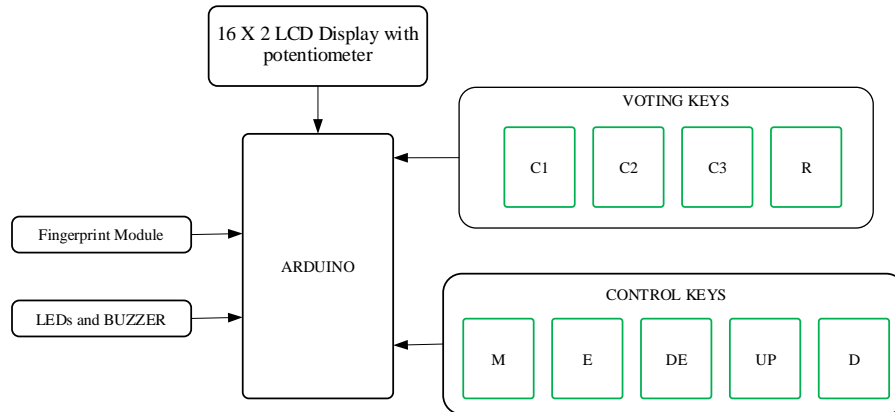 16 X 2 LCD Display with
potentiometer
VOTING KEYS
C1
C2
C3
R
Fingerprint Module
ARDUINO
LEDs and BUZZER
CONTROL KEYS
M
E
DE
UP
D